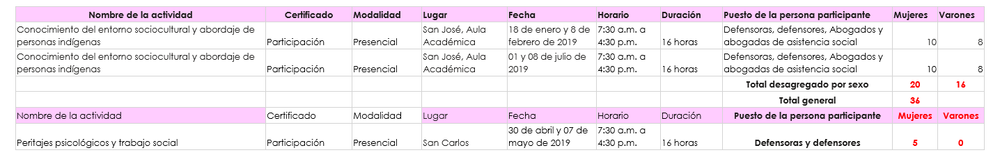 Nombre de la actividad Certificado Modalidad Lugar Fecha Horario Duración Puesto de la persona participante Mujeres Varones
Conocimiento del entorno sociocultural y abordaje de San José, Aula 18 de enero y 8 de 7:30 a.m. a Defensoras, defensores, Abogados y
personas indígenas Participación Presencial Académica febrero de 2019 4:30 p.m. 16 horas abogadas de asistencia social 10 8
Conocimiento del entorno sociocultural y abordaje de San José, Aula 01 y 08 de julio de 7:30 a.m. a Defensoras, defensores, Abogados y
personas indígenas Participación Presencial Académica 2019 4:30 p.m. 16 horas abogadas de asistencia social 10 8
Total desagregado por sexo 20 16
Total general 36
Nombre de la actividad Certificado Modalidad Lugar Fecha Horario Duración Puesto de la persona participante Mujeres Varones
30 de abril y 07 de 7:30 a.m. a
Peritajes psicológicos y trabajo social Participación Presencial San Carlos mayo de 2019 4:30 p.m. 16 horas Defensoras y defensores 5 0